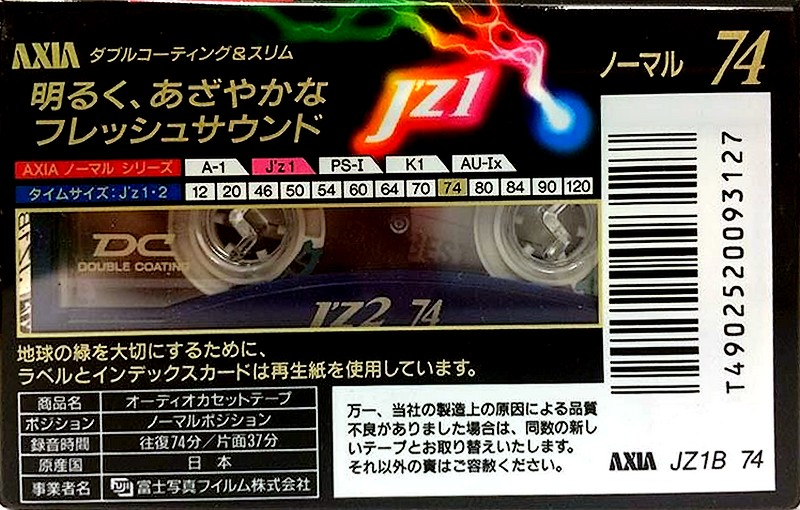 AXIA ダブルコーティング&スリム
明るく、あざやかな
フレッシュサウンド
J'z1
ノーマル 74
AXIA ノーマル シリーズ A-1 J'z1 PS-I K1 AU-Ix
タイムサイズ:J'z1・2 12 20 46 50 54 60 64 70 74 80 84 90 120
DC
DOUBLE COATING
J'z2 74
地球の緑を大切にするために、
ラベルとインデックスカードは再生紙を使用しています。
商品名 オーディオカセットテープ
ポジション ノーマルポジション
録音時間 往復74分/片面37分
原産国 日本
事業者名 富士写真フイルム株式会社
万一、当社の製造上の原因による品質
不良がありました場合は、同数の新し
いテープとお取り替えいたします。
それ以外の責はご容赦ください。
T4902520093127
AXIA JZ1B 74